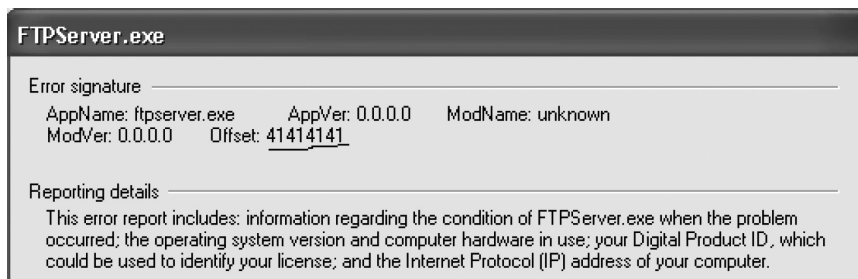 FTPServer.exe
Error signature
AppName: ftpserver.exe AppVer: 0.0.0.0 ModName: unknown
ModVer: 0.0.0.0 Offset: 41414141
Reporting details
This error report includes: information regarding the condition of FTPServer.exe when the problem
occurred; the operating system version and computer hardware in use; your Digital Product ID, which
could be used to identify your license; and the Internet Protocol (IP) address of your computer.